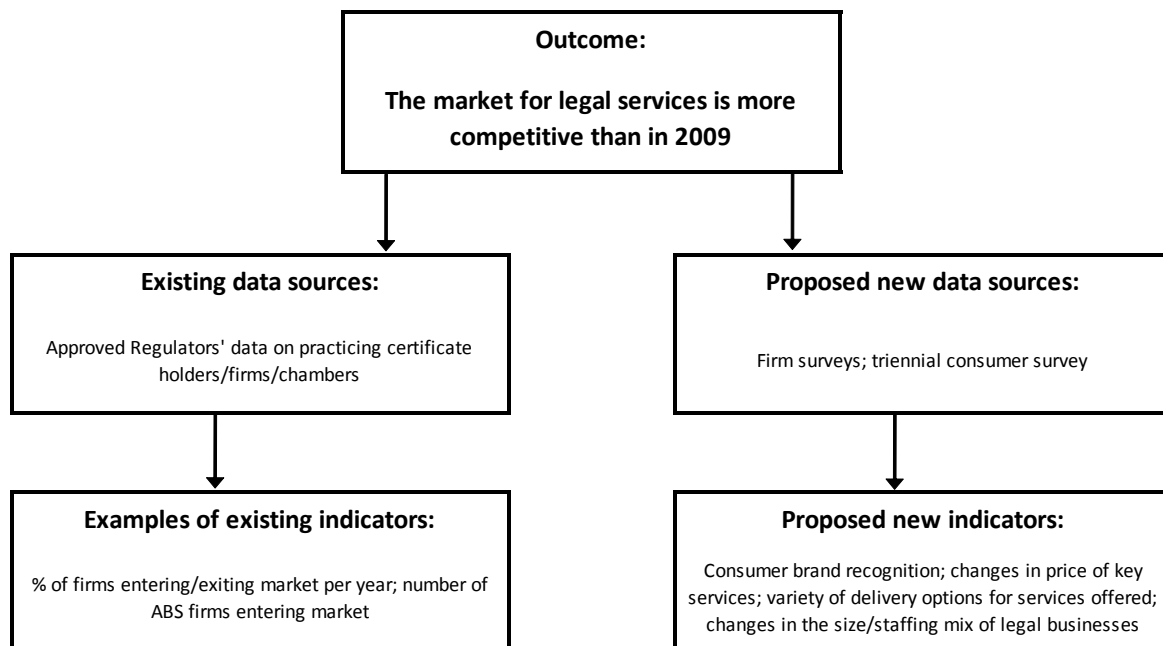 Outcome:
The market for legal services is more
competitive than in 2009
Existing data sources:
Approved Regulators' data on practicing certificate
holders/firms/chambers
Proposed new data sources:
Firm surveys; triennial consumer survey
Examples of existing indicators:
% of firms entering/exiting market per year; number of
ABS firms entering market
Proposed new indicators:
Consumer brand recognition; changes in price of key
services; variety of delivery options for services offered;
changes in the size/staffing mix of legal businesses